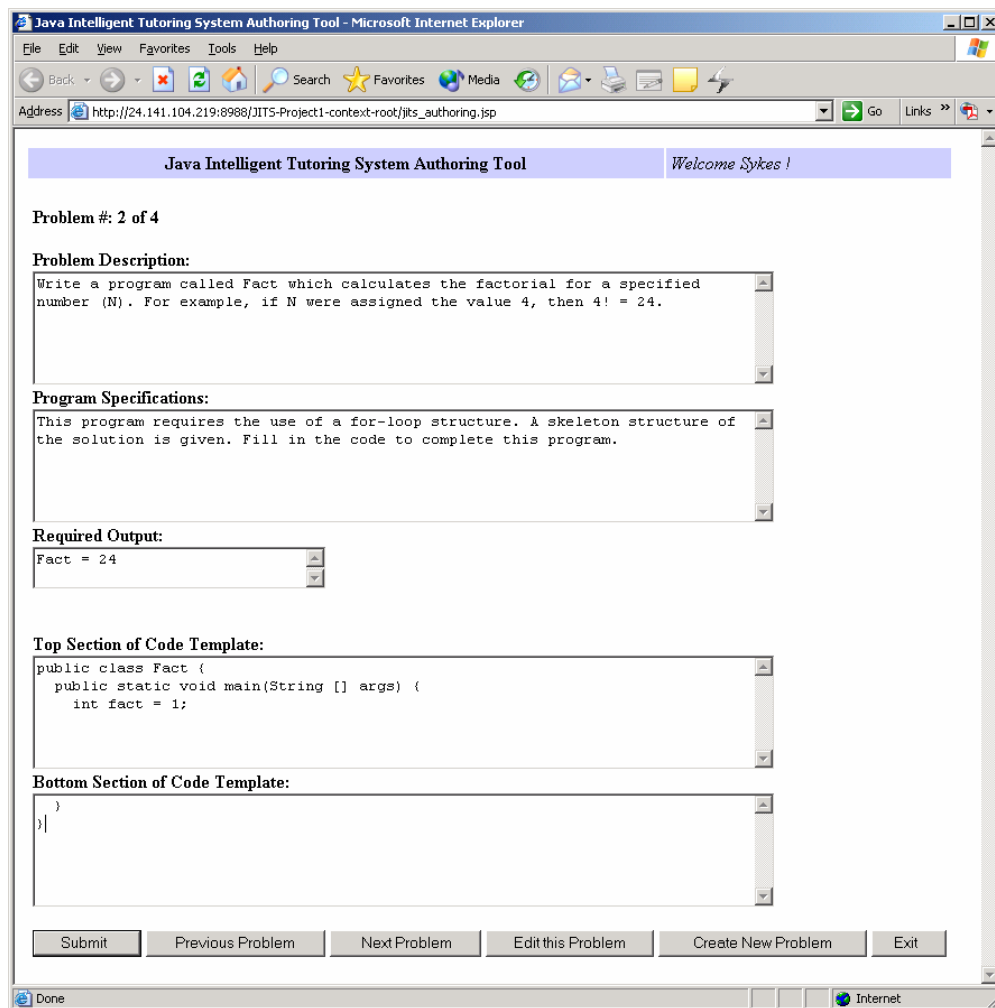 Java Intelligent Tutoring System Authoring Tool - Microsoft Internet Explorer
File Edit View Favorites Tools Help
Back Search Favorites Media
Address http://24.141.104.219:8988/JITS-Project1-context-root/jits_authoring.jsp Go Links »
Java Intelligent Tutoring System Authoring Tool Welcome Sykes !
Problem #: 2 of 4
Problem Description:
Write a program called Fact which calculates the factorial for a specified
number (N). For example, if N were assigned the value 4, then 4! = 24.
Program Specifications:
This program requires the use of a for-loop structure. A skeleton structure of
the solution is given. Fill in the code to complete this program.
Required Output:
Fact = 24
Top Section of Code Template:
public class Fact {
public static void main(String [] args) {
int fact = 1;
Bottom Section of Code Template:
}
}
Submit Previous Problem Next Problem Edit this Problem Create New Problem Exit
Done Internet